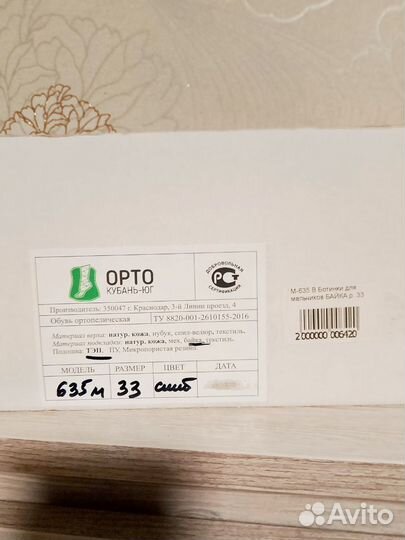 ОРТО
КУБАНЬ-ЮГ
ДОБРОВОЛЬНАЯ
СЕРТИФИКАЦИЯ
Производитель: 350047 г. Краснодар, 3-й Линии проезд, 4
Обувь ортопедическая ТУ 8820-001-2610155-2016
Материал верха: натур. кожа, нубук, спил-велюр, текстиль.
Материал подкладки: натур. кожа, мех, байка, текстиль.
Подошва: ТЭП, ПУ, Микропористая резина
МОДЕЛЬ РАЗМЕР ЦВЕТ ДАТА
635м 33
М-635 В Ботинки для
мальчиков БАЙКА р. 33
2 000000 006420
Avito